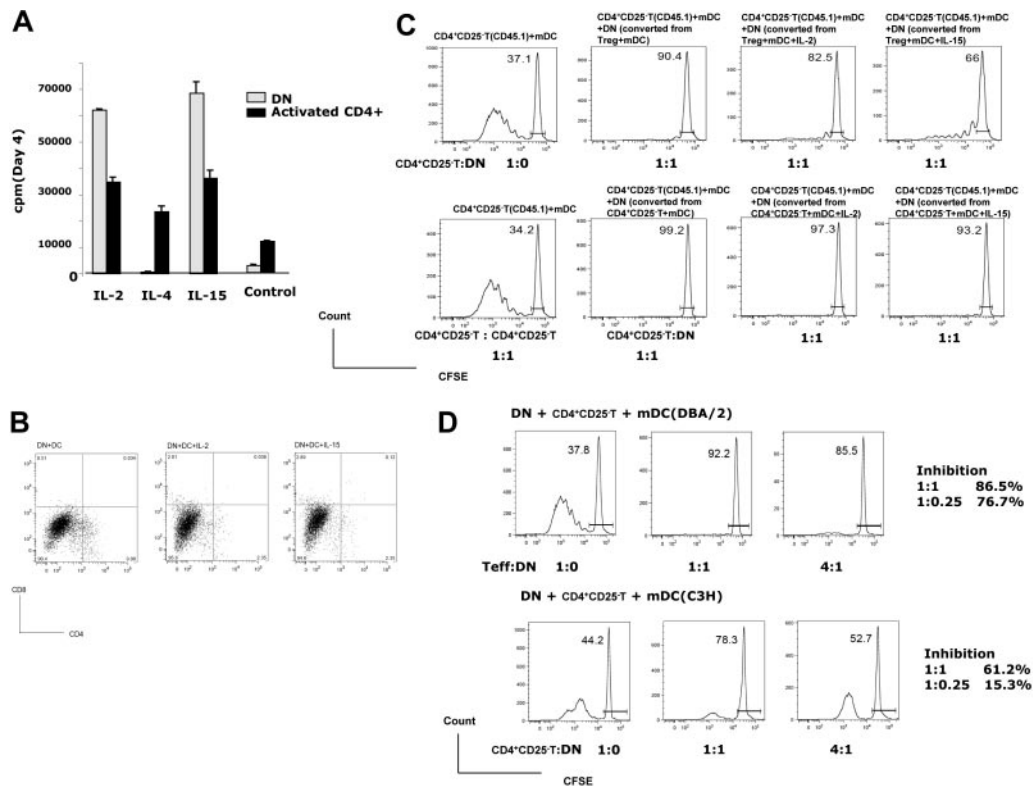 A
70000
50000
30000
10000
0
cpm(Day 4)
DN
Activated CD4+
IL-2 IL-4 IL-15 Control
Count
CFSE
B
DN+DC
DN+DC+IL-2
DN+DC+IL-15
CD8
CD4
C
CD4⁺CD25⁻T(CD45.1)+mDC
37.1
CD4⁺CD25⁻T(CD45.1)+mDC
+DN (converted from
Treg+mDC)
90.4
CD4⁺CD25⁻T(CD45.1)+mDC
+DN (converted from
Treg+mDC+IL-2)
82.5
CD4⁺CD25⁻T(CD45.1)+mDC
+DN (converted from
Treg+mDC+IL-15)
66
CD4⁺CD25⁻T:DN 1:0 1:1 1:1 1:1
CD4⁺CD25⁻T(CD45.1)+mDC
34.2
CD4⁺CD25⁻T(CD45.1)+mDC
+DN (converted from
CD4⁺CD25⁻T+mDC)
99.2
CD4⁺CD25⁻T(CD45.1)+mDC
+DN (converted from
CD4⁺CD25⁻T+mDC+IL-2)
97.3
CD4⁺CD25⁻T(CD45.1)+mDC
+DN (converted from
CD4⁺CD25⁻T+mDC+IL-15)
93.2
CD4⁺CD25⁻T : CD4⁺CD25⁻T
1:1
CD4⁺CD25⁻T:DN
1:1
1:1
1:1
D
DN + CD4⁺CD25⁻T + mDC(DBA/2)
37.8
92.2
85.5
Inhibition
1:1 86.5%
1:0.25 76.7%
Teff:DN 1:0 1:1 4:1
DN + CD4⁺CD25⁻T + mDC(C3H)
44.2
78.3
52.7
Inhibition
1:1 61.2%
1:0.25 15.3%
Count
CD4⁺CD25⁻T:DN 1:0 1:1 4:1
CFSE